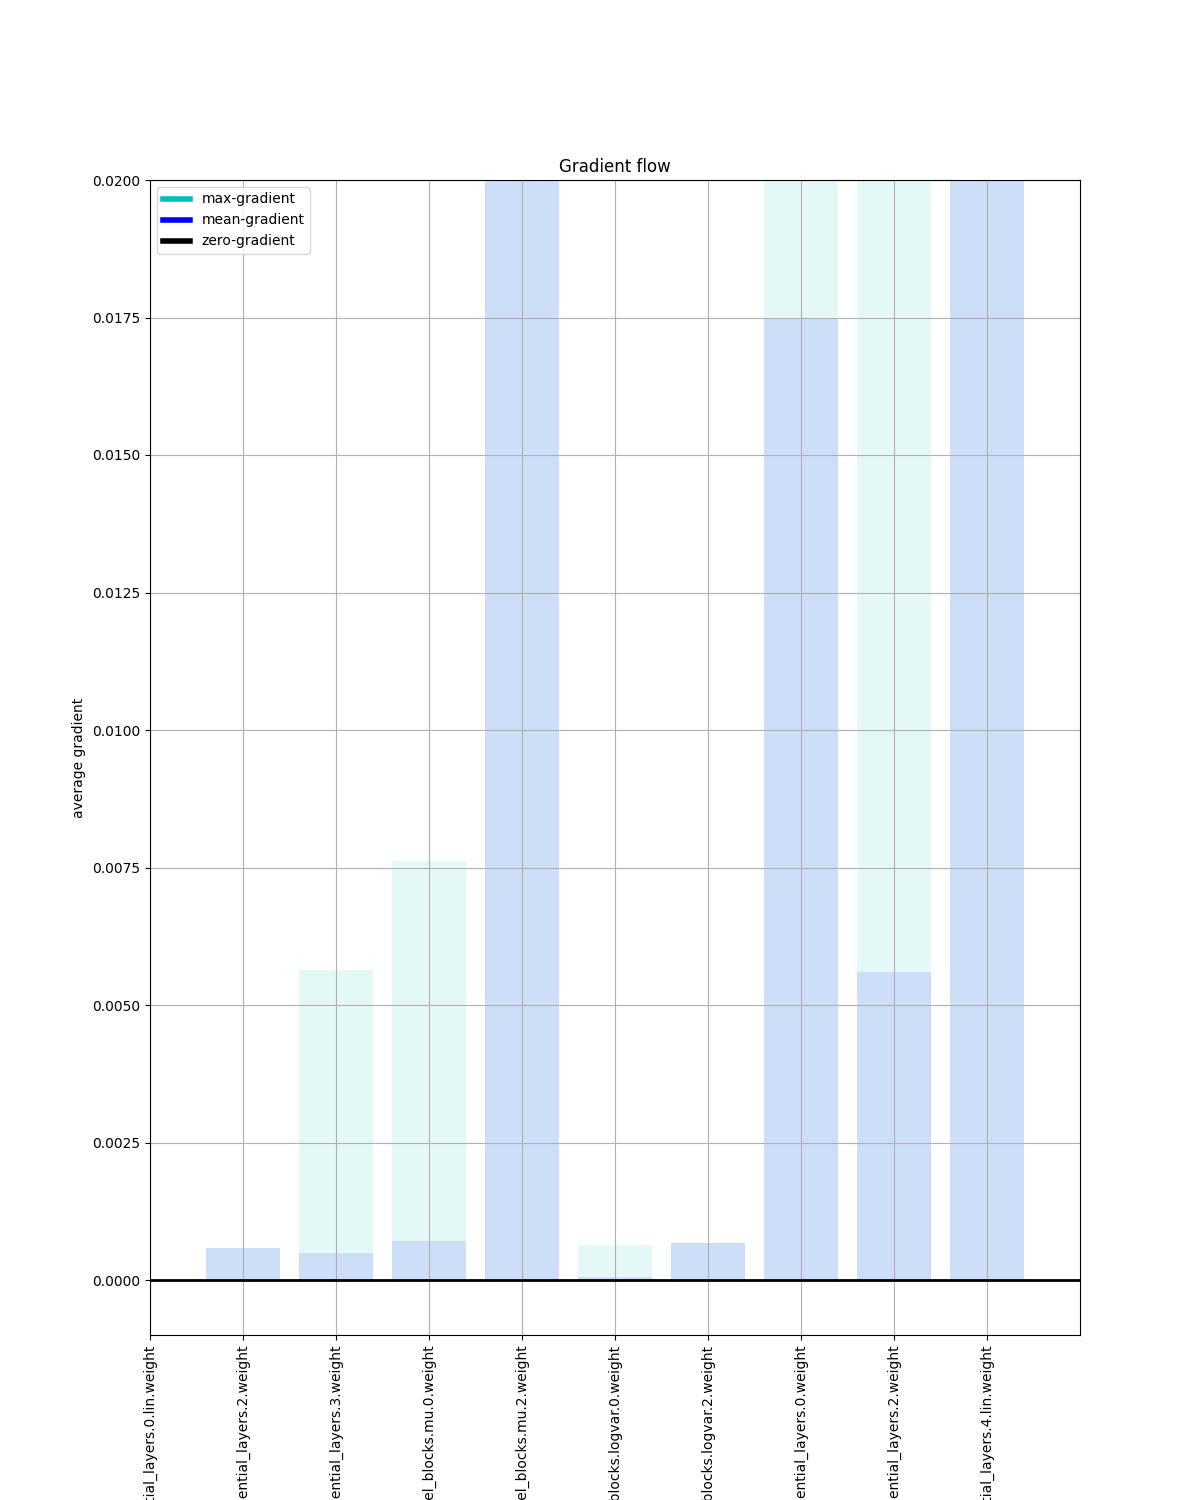 Gradient flow
max-gradient
mean-gradient
zero-gradient
0.0200
0.0175
0.0150
0.0125
0.0100
0.0075
0.0050
0.0025
0.0000
average gradient
tial_layers.0.lin.weight
ential_layers.2.weight
ential_layers.3.weight
el_blocks.mu.0.weight
el_blocks.mu.2.weight
blocks.logvar.0.weight
blocks.logvar.2.weight
ential_layers.0.weight
ential_layers.2.weight
tial_layers.4.lin.weight